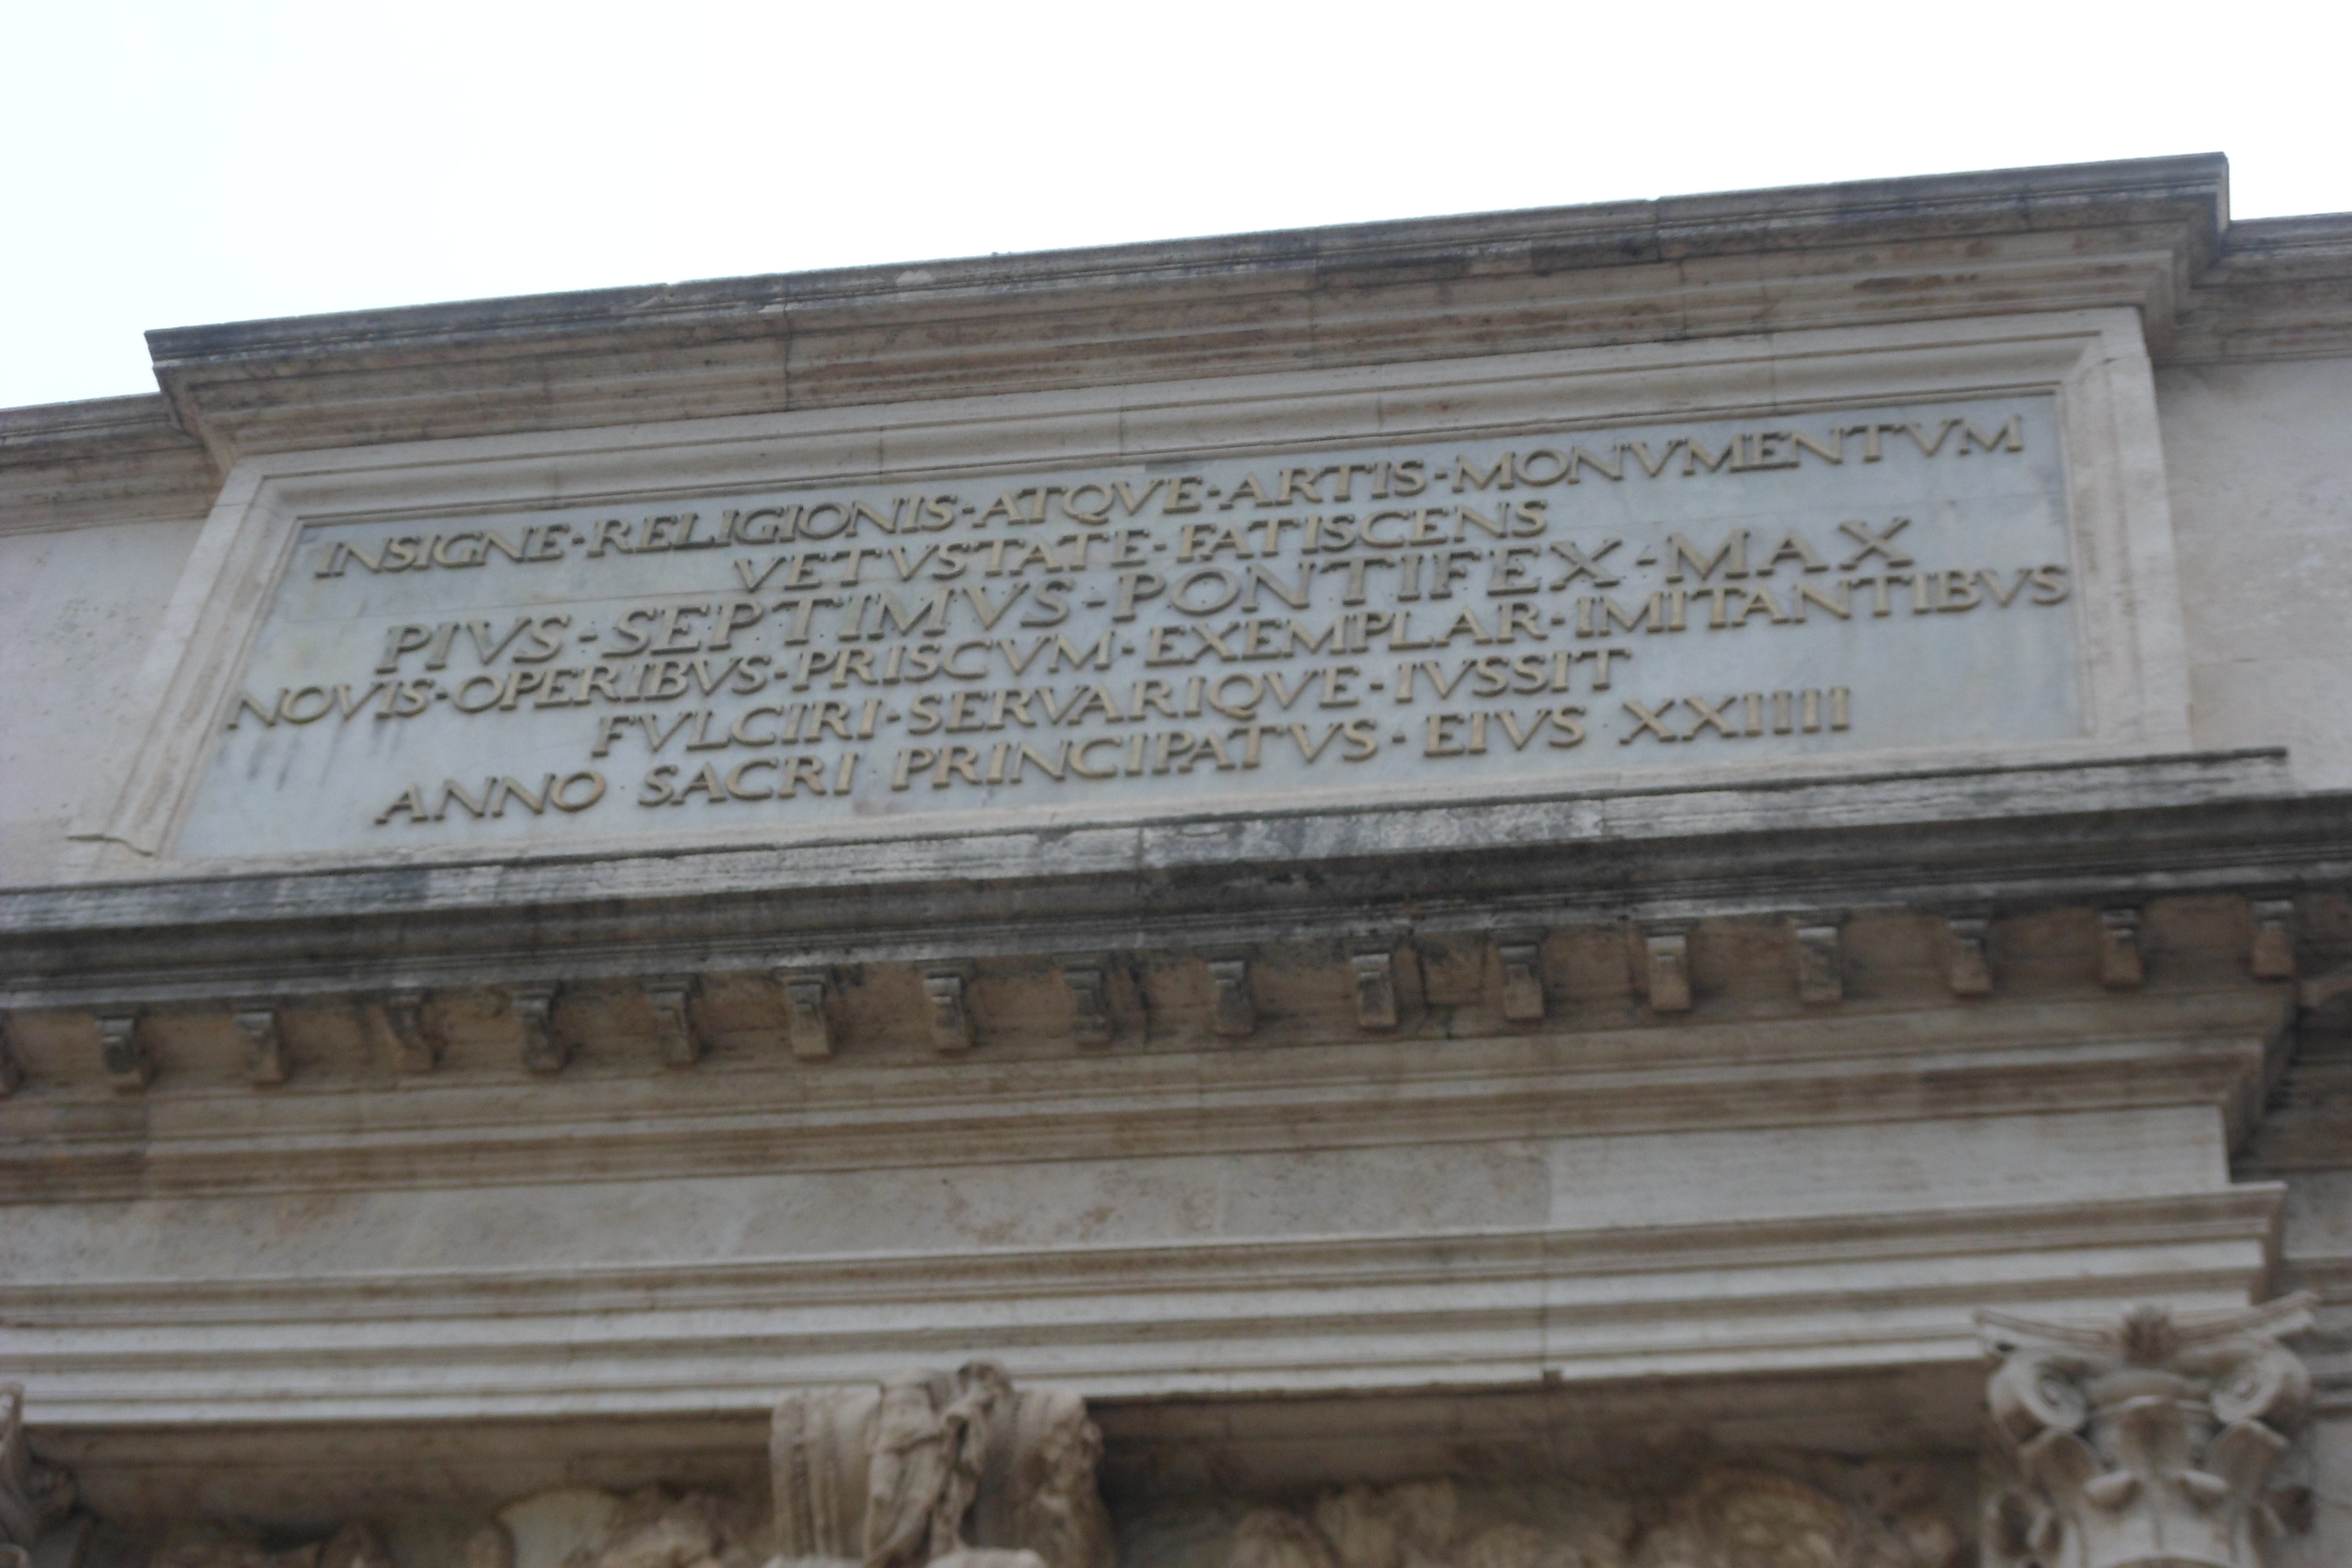 INSIGNE·RELIGIONIS·ATQVE·ARTIS·MONVMENTVM
VETVSTATE·FATISCENS
PIVS·SEPTIMVS·PONTIFEX·MAX
NOVIS·OPERIBVS·PRISCVM·EXEMPLAR·IMITANTIBVS
FVLCIRI·SERVARIQVE·IVSSIT
ANNO SACRI PRINCIPATVS·EIVS XXIIII